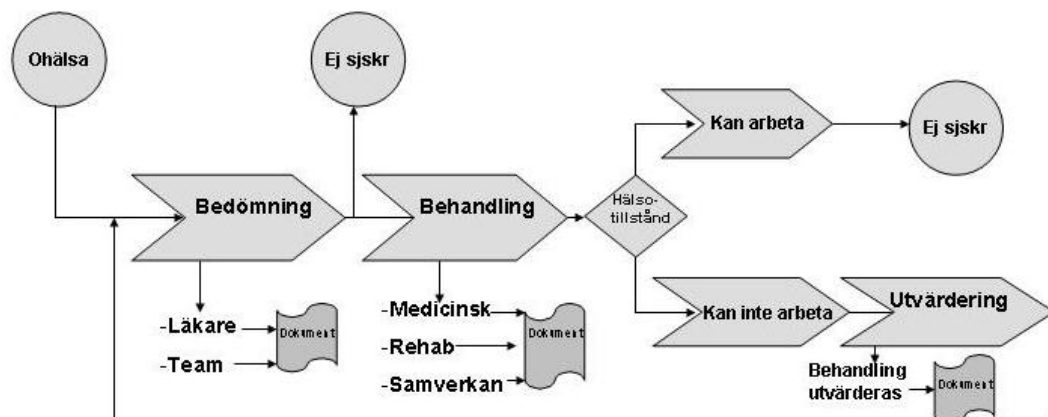 Ohälsa
Ej sjskr
Kan arbeta
Ej sjskr
Bedömning
Behandling
Hälso-
tillstånd
Kan inte arbeta
Utvärdering
-Läkare
-Team
Dokument
-Medicinsk
-Rehab
-Samverkan
Dokument
Behandling
utvärderas
Dokument